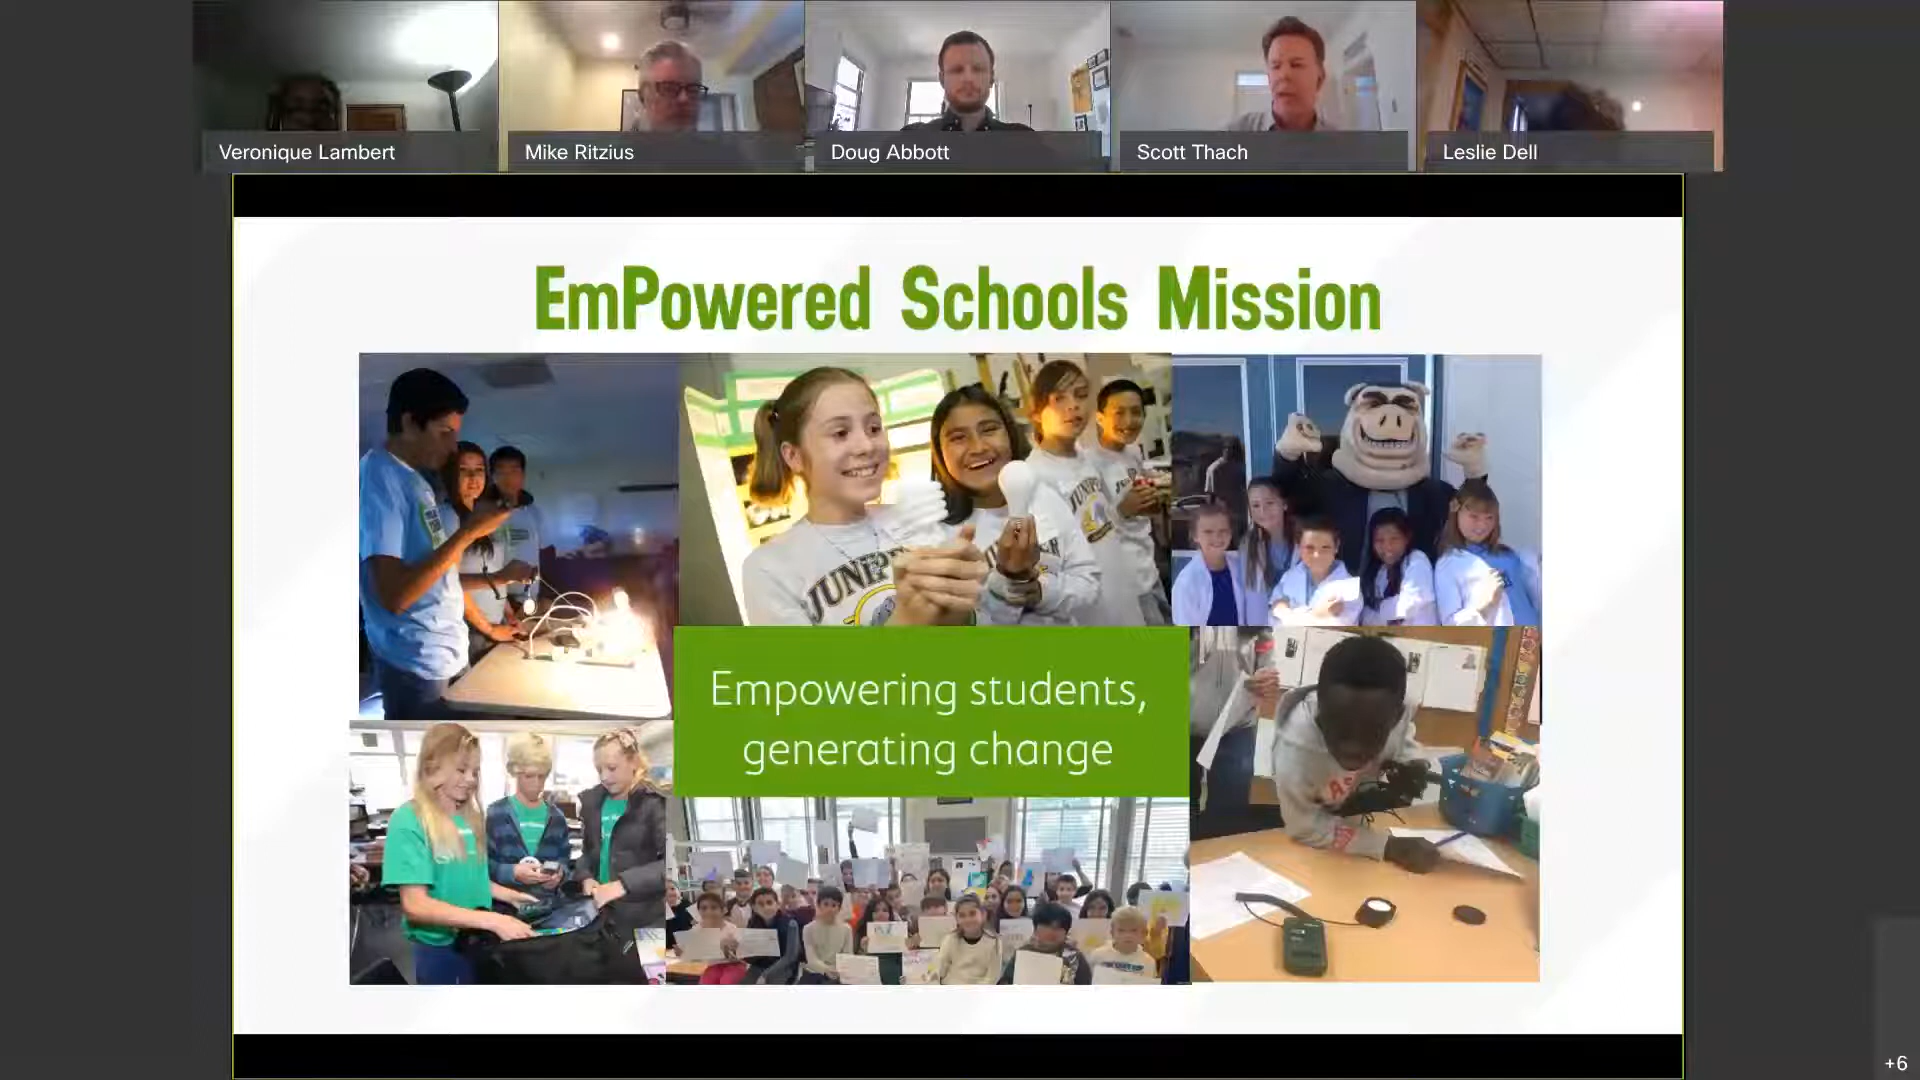 Veronique Lambert
Mike Ritzius
Doug Abbott
Scott Thach
Leslie Dell
EmPowered Schools Mission
Empowering students,
generating change
+6